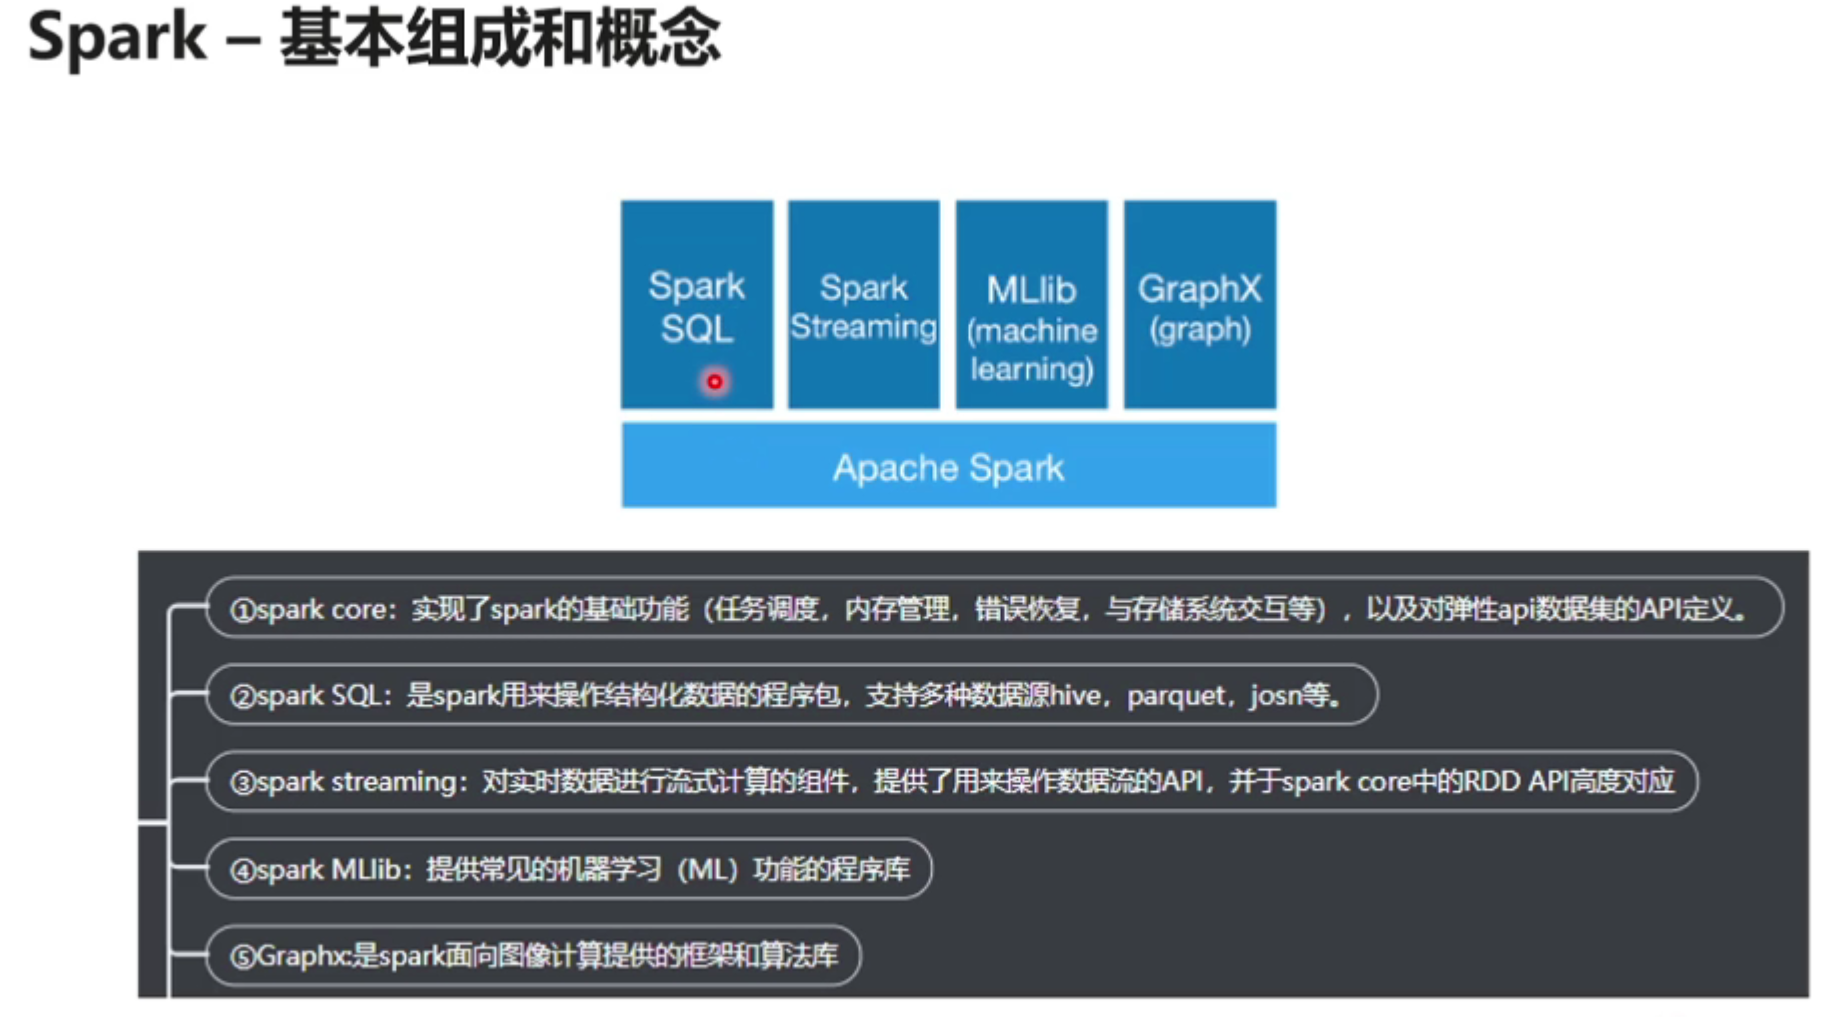 Spark – 基本组成和概念
Spark
SQL
Spark
Streaming
MLlib
(machine
learning)
GraphX
(graph)
Apache Spark
①spark core：实现了spark的基础功能（任务调度，内存管理，错误恢复，与存储系统交互等），以及对弹性api数据集的API定义。
②spark SQL：是spark用来操作结构化数据的程序包，支持多种数据源hive，parquet，josn等。
③spark streaming：对实时数据进行流式计算的组件，提供了用来操作数据流的API，并于spark core中的RDD API高度对应
④spark MLlib：提供常见的机器学习（ML）功能的程序库
⑤Graphx:是spark面向图像计算提供的框架和算法库